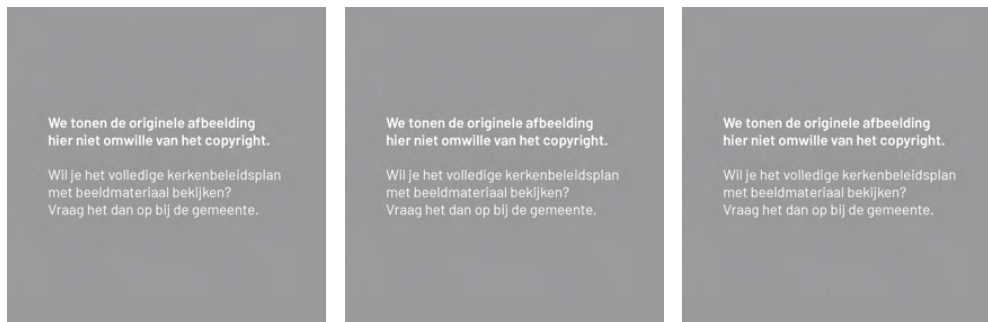 We tonen de originele afbeelding
hier niet omwille van het copyright.
Wil je het volledige kerkenbeleidsplan
met beeldmateriaal bekijken?
Vraag het dan op bij de gemeente.
We tonen de originele afbeelding
hier niet omwille van het copyright.
Wil je het volledige kerkenbeleidsplan
met beeldmateriaal bekijken?
Vraag het dan op bij de gemeente.
We tonen de originele afbeelding
hier niet omwille van het copyright.
Wil je het volledige kerkenbeleidsplan
met beeldmateriaal bekijken?
Vraag het dan op bij de gemeente.